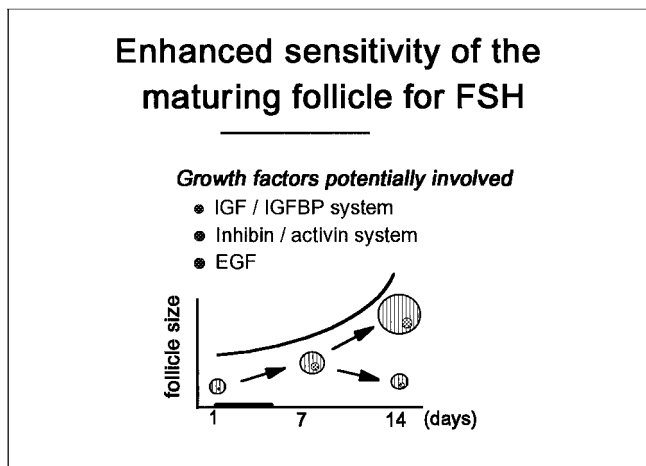 Enhanced sensitivity of the
maturing follicle for FSH
Growth factors potentially involved
IGF / IGFBP system
Inhibin / activin system
EGF
follicle size
1 7 14 (days)